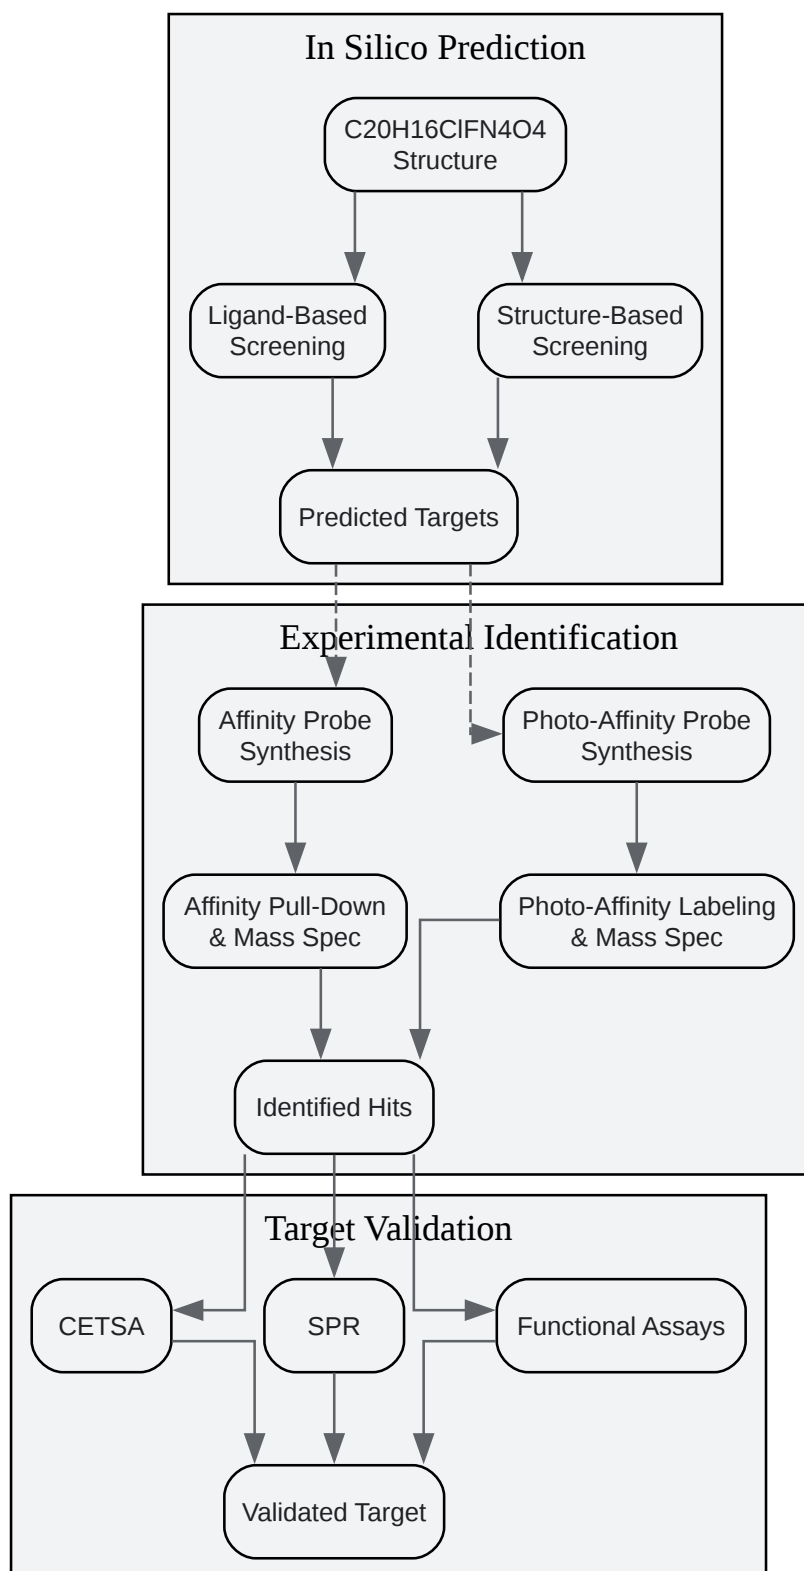 In Silico Prediction
C20H16ClFN4O4
Structure
Ligand-Based
Screening
Structure-Based
Screening
Predicted Targets
Experimental Identification
Affinity Probe
Synthesis
Photo-Affinity Probe
Synthesis
Affinity Pull-Down
& Mass Spec
Photo-Affinity Labeling
& Mass Spec
Identified Hits
Target Validation
CETSA
SPR
Functional Assays
Validated Target